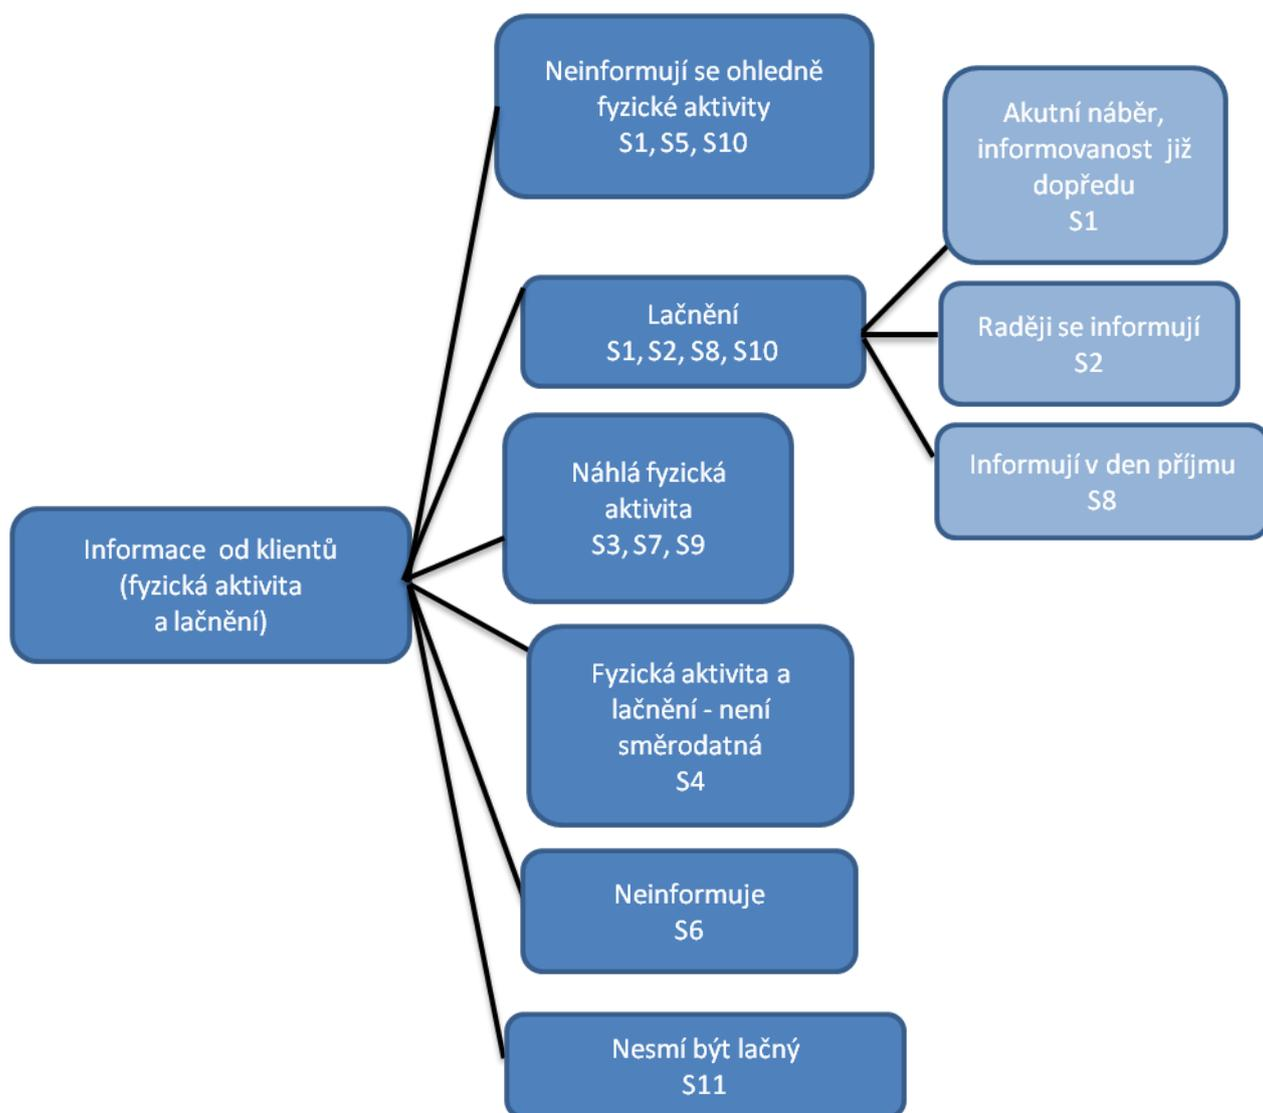 Neinformují se ohledně
fyzické aktivity
S1, S5, S10
Akutní náběr,
informovanost již
dopředu
S1
Lačnění
S1, S2, S8, S10
Raději se informují
S2
Informují v den příjmu
S8
Náhlá fyzická
aktivita
S3, S7, S9
Informace od klientů
(fyzická aktivita
a lačnění)
Fyzická aktivita a
lačnění - není
směrodatná
S4
Neinformuje
S6
Nesmí být lačný
S11